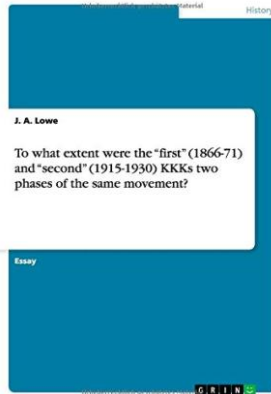 History
J. A. Lowe
To what extent were the “first” (1866-71)
and “second” (1915-1930) KKKs two
phases of the same movement?
Essay
G R I N